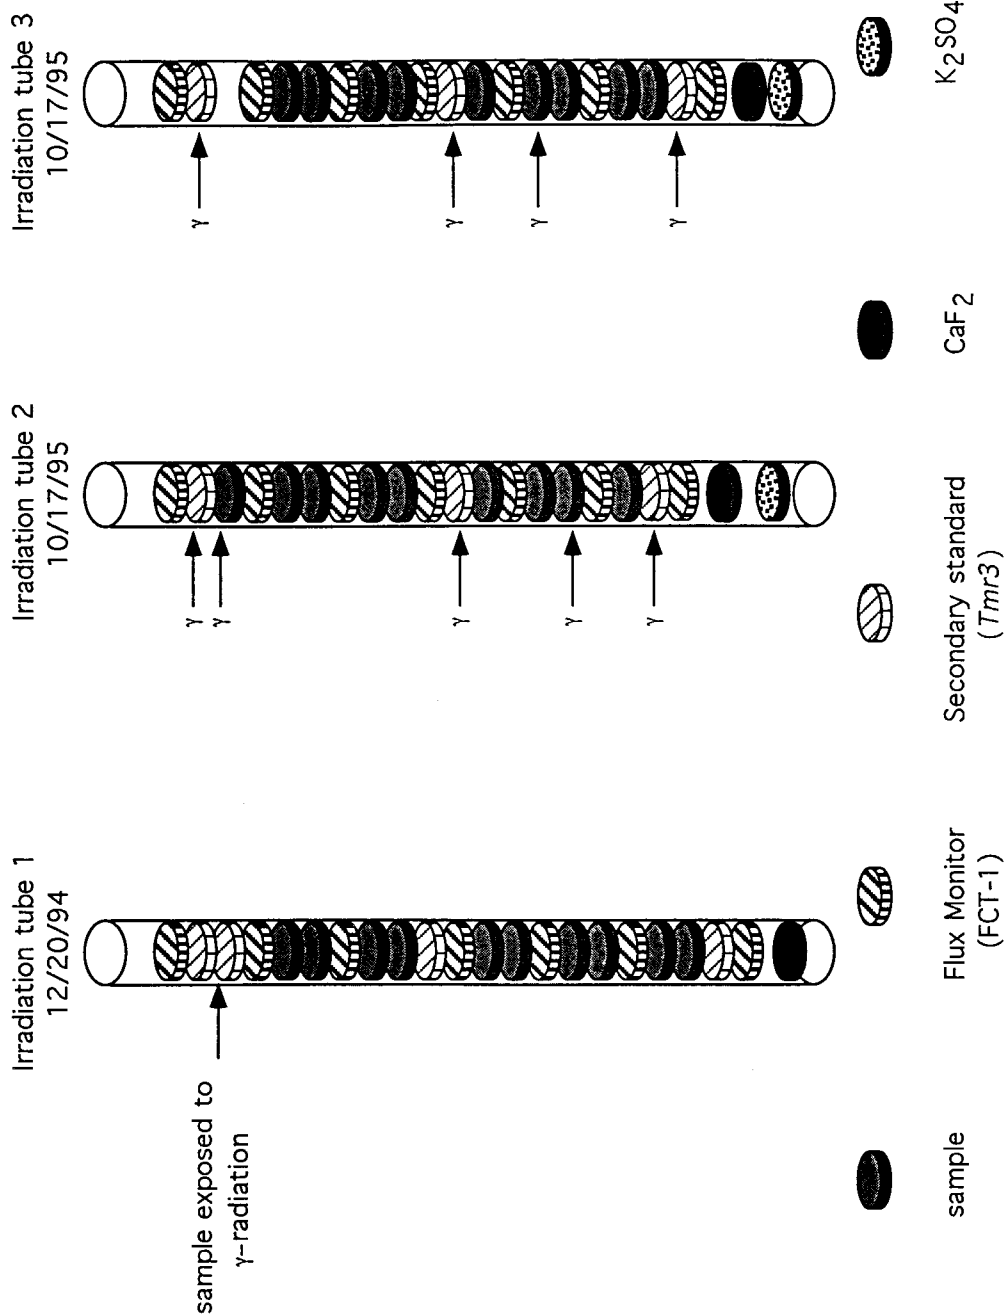 Irradiation tube 1
12/20/94
Irradiation tube 2
10/17/95
Irradiation tube 3
10/17/95
sample exposed to
γ-radiation
γ
γ
γ
γ
γ
γ
γ
γ
γ
sample
Flux Monitor
(FCT-1)
Secondary standard
(Tmr3)
CaF₂
K₂SO₄